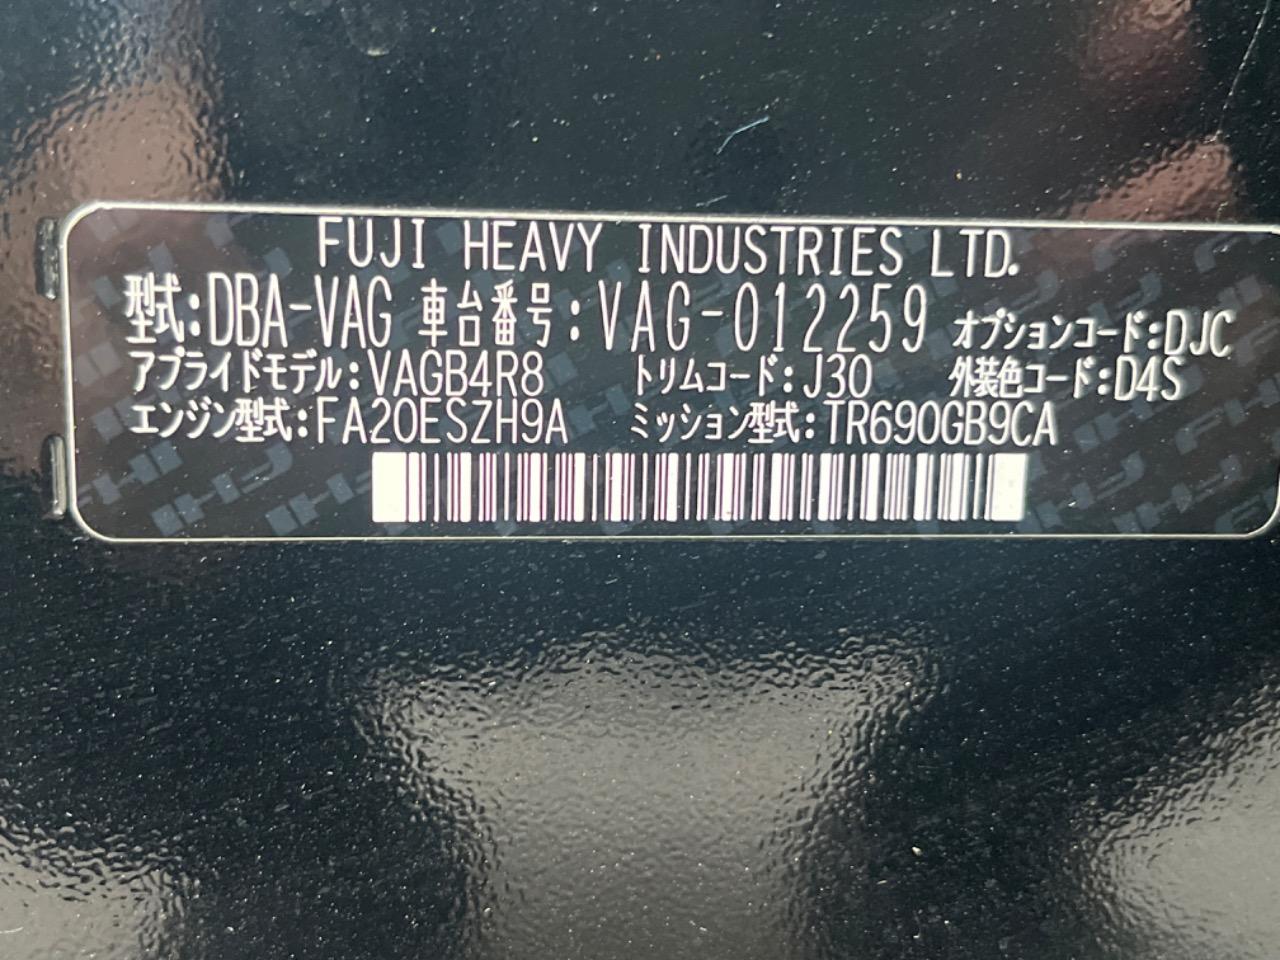 FUJI HEAVY INDUSTRIES LTD.
型式:DBA-VAG 車台番号:VAG-012259 オプションコード:DJC
アプライドモデル:VAGB4R8 トリムコード:J30 外装色コード:D4S
エンジン型式:FA20ESZH9A ミッション型式:TR690GB9CA